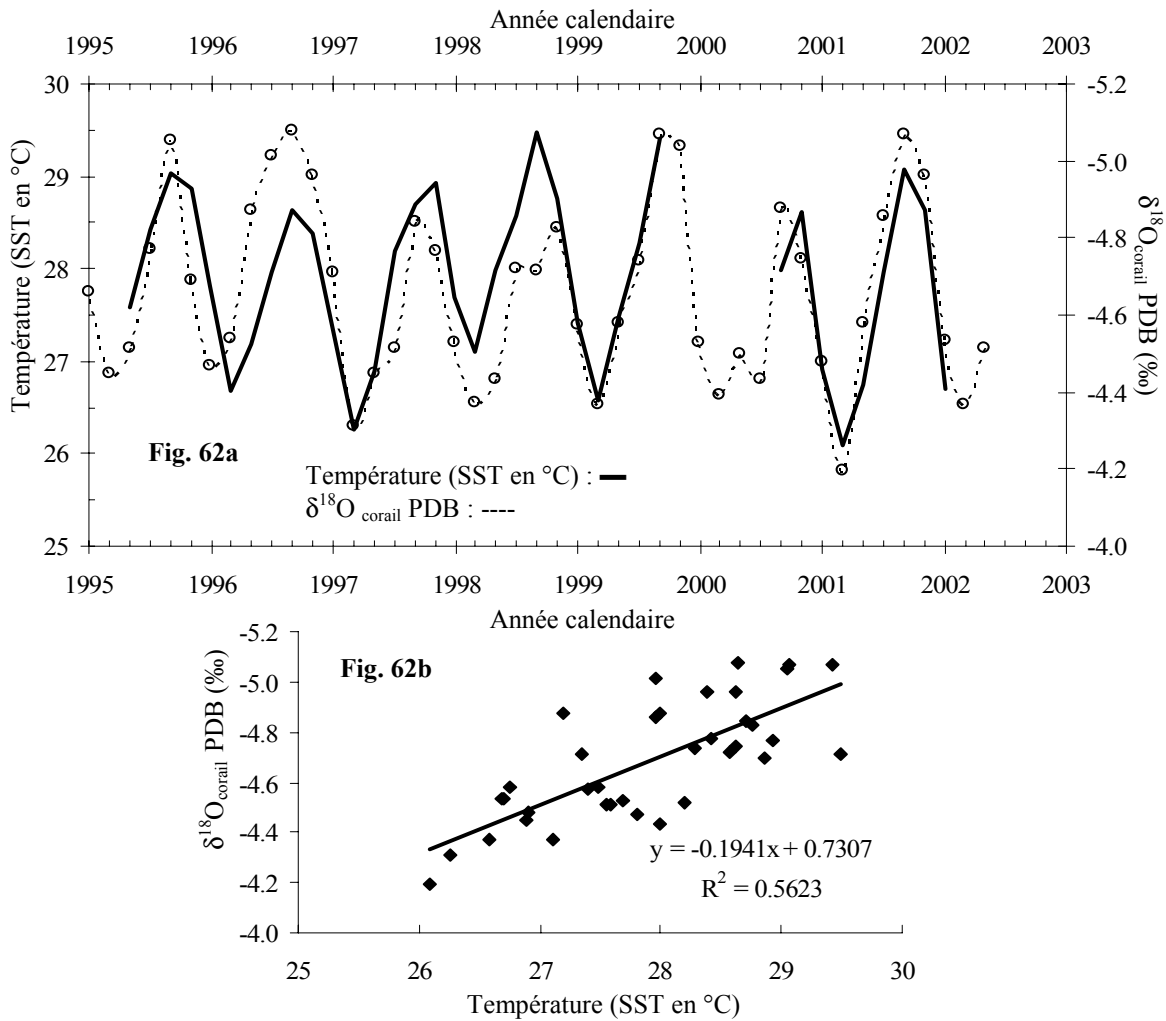 Année calendaire
1995 1996 1997 1998 1999 2000 2001 2002 2003
30
29
28
27
26
25
Température (SST en °C)
-5.2
-5.0
-4.8
-4.6
-4.4
-4.2
-4.0
δ18Ocorail PDB (‰)
Fig. 62a
Température (SST en °C) :
δ18O corail PDB : ----
1995 1996 1997 1998 1999 2000 2001 2002 2003
Année calendaire
-5.2
-5.0
-4.8
-4.6
-4.4
-4.2
-4.0
δ18Ocorail PDB (‰)
Fig. 62b
y = -0.1941x + 0.7307
R2 = 0.5623
25 26 27 28 29 30
Température (SST en °C)